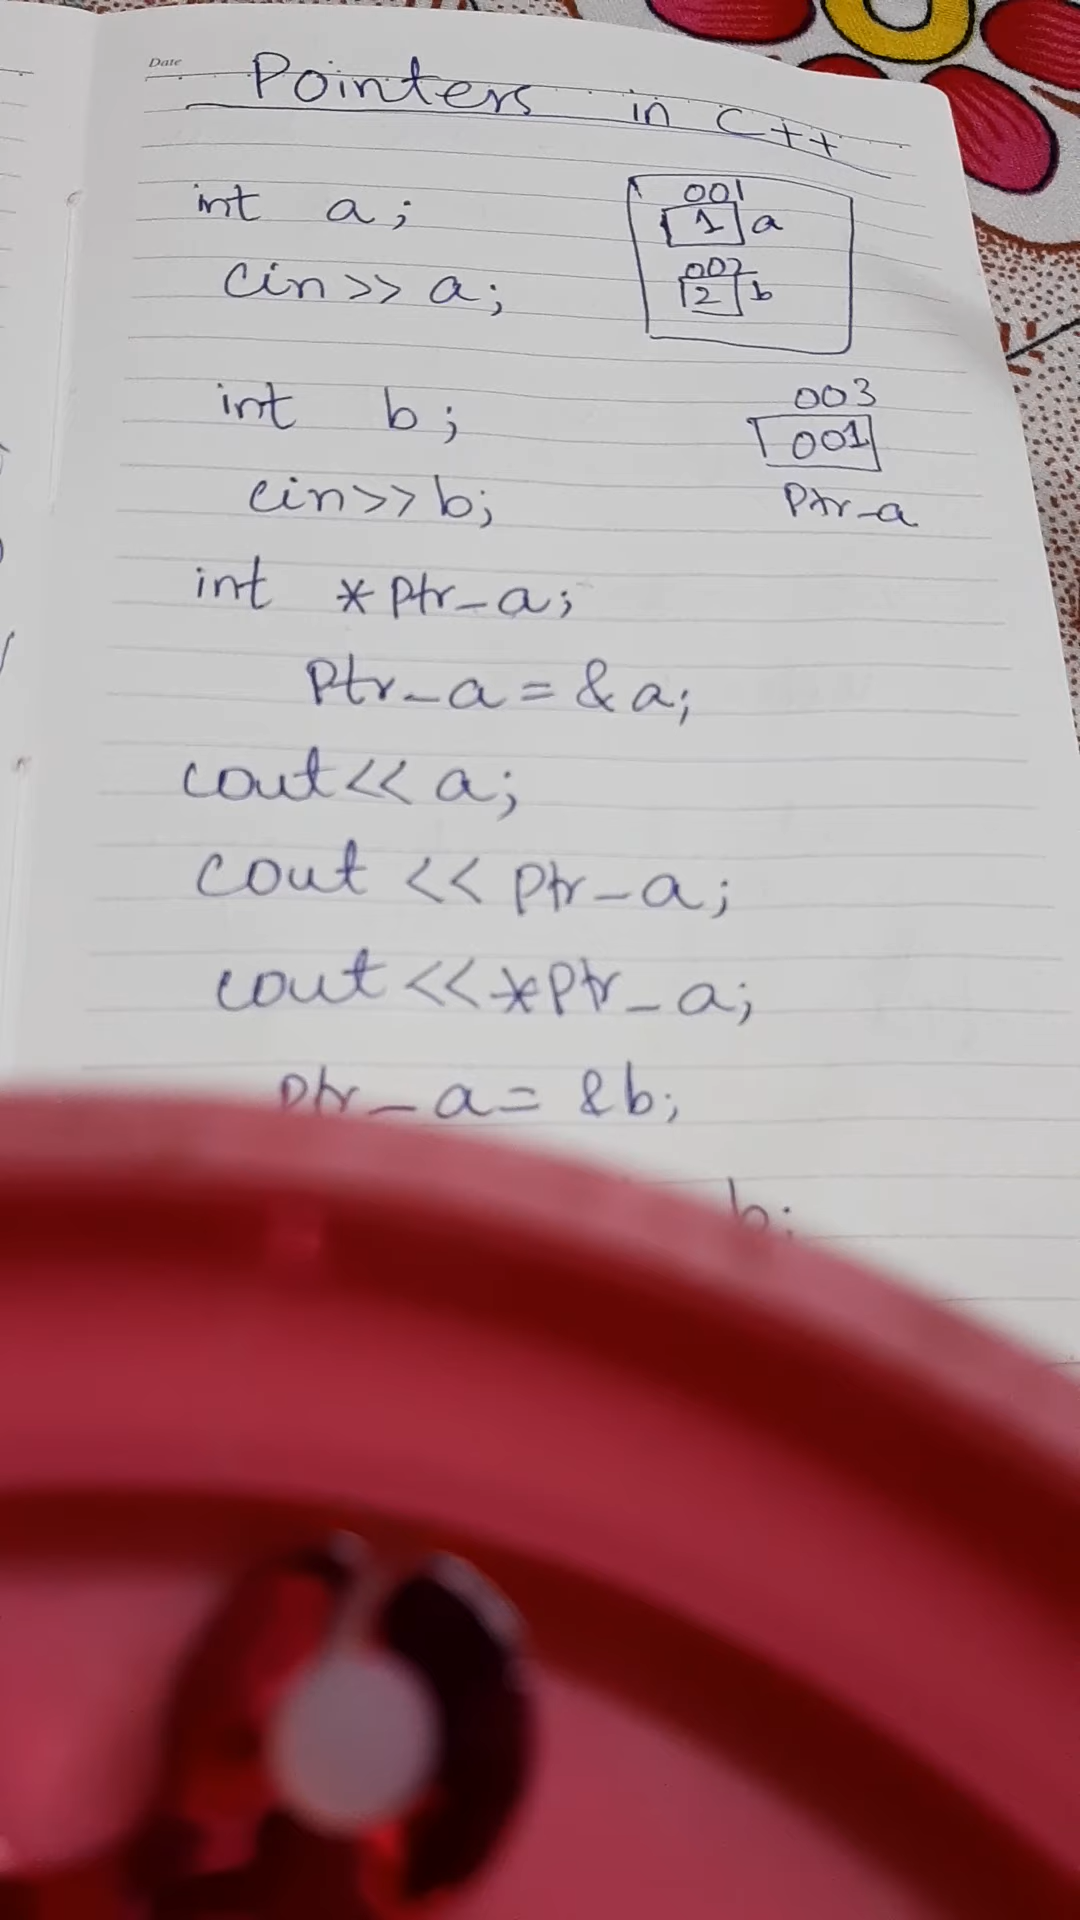 Date
Pointers in C++
int a;
cin>> a;
001
1 a
002
2 b
int b;
cin>>b;
003
001
Ptr_a
int *Ptr_a;
Ptr_a = &a;
cout<< a;
cout << Ptr_a;
cout <<*Ptr_a;
Ptr_a = &b;
b;